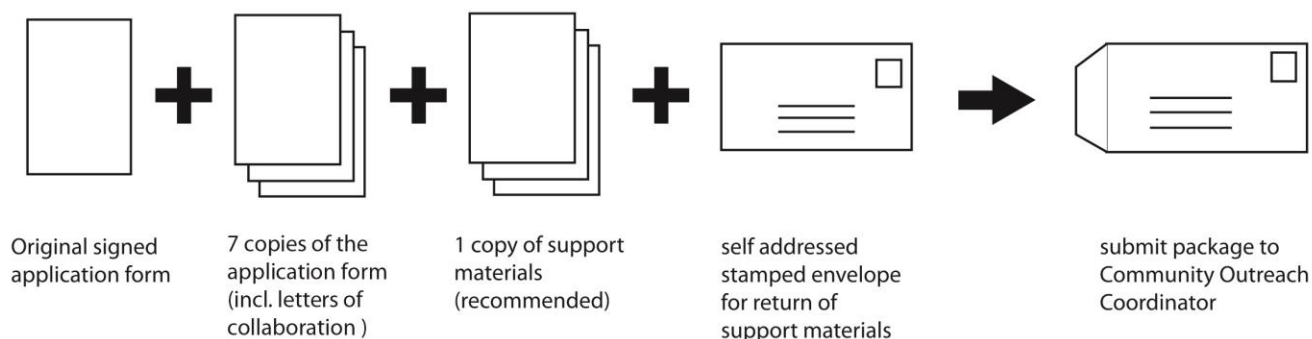 Original signed
application form
7 copies of the
application form
(incl. letters of
collaboration )
1 copy of support
materials
(recommended)
self addressed
stamped envelope
for return of
support materials
submit package to
Community Outreach
Coordinator